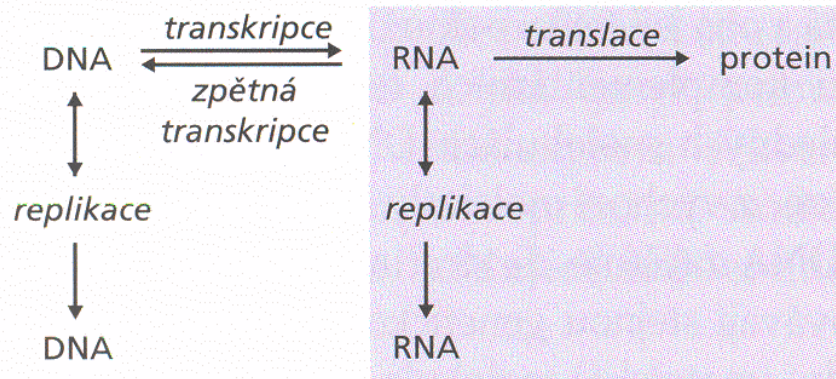 transkripce
DNA RNA translace protein
zpětná
transkripce
replikace replikace
DNA RNA